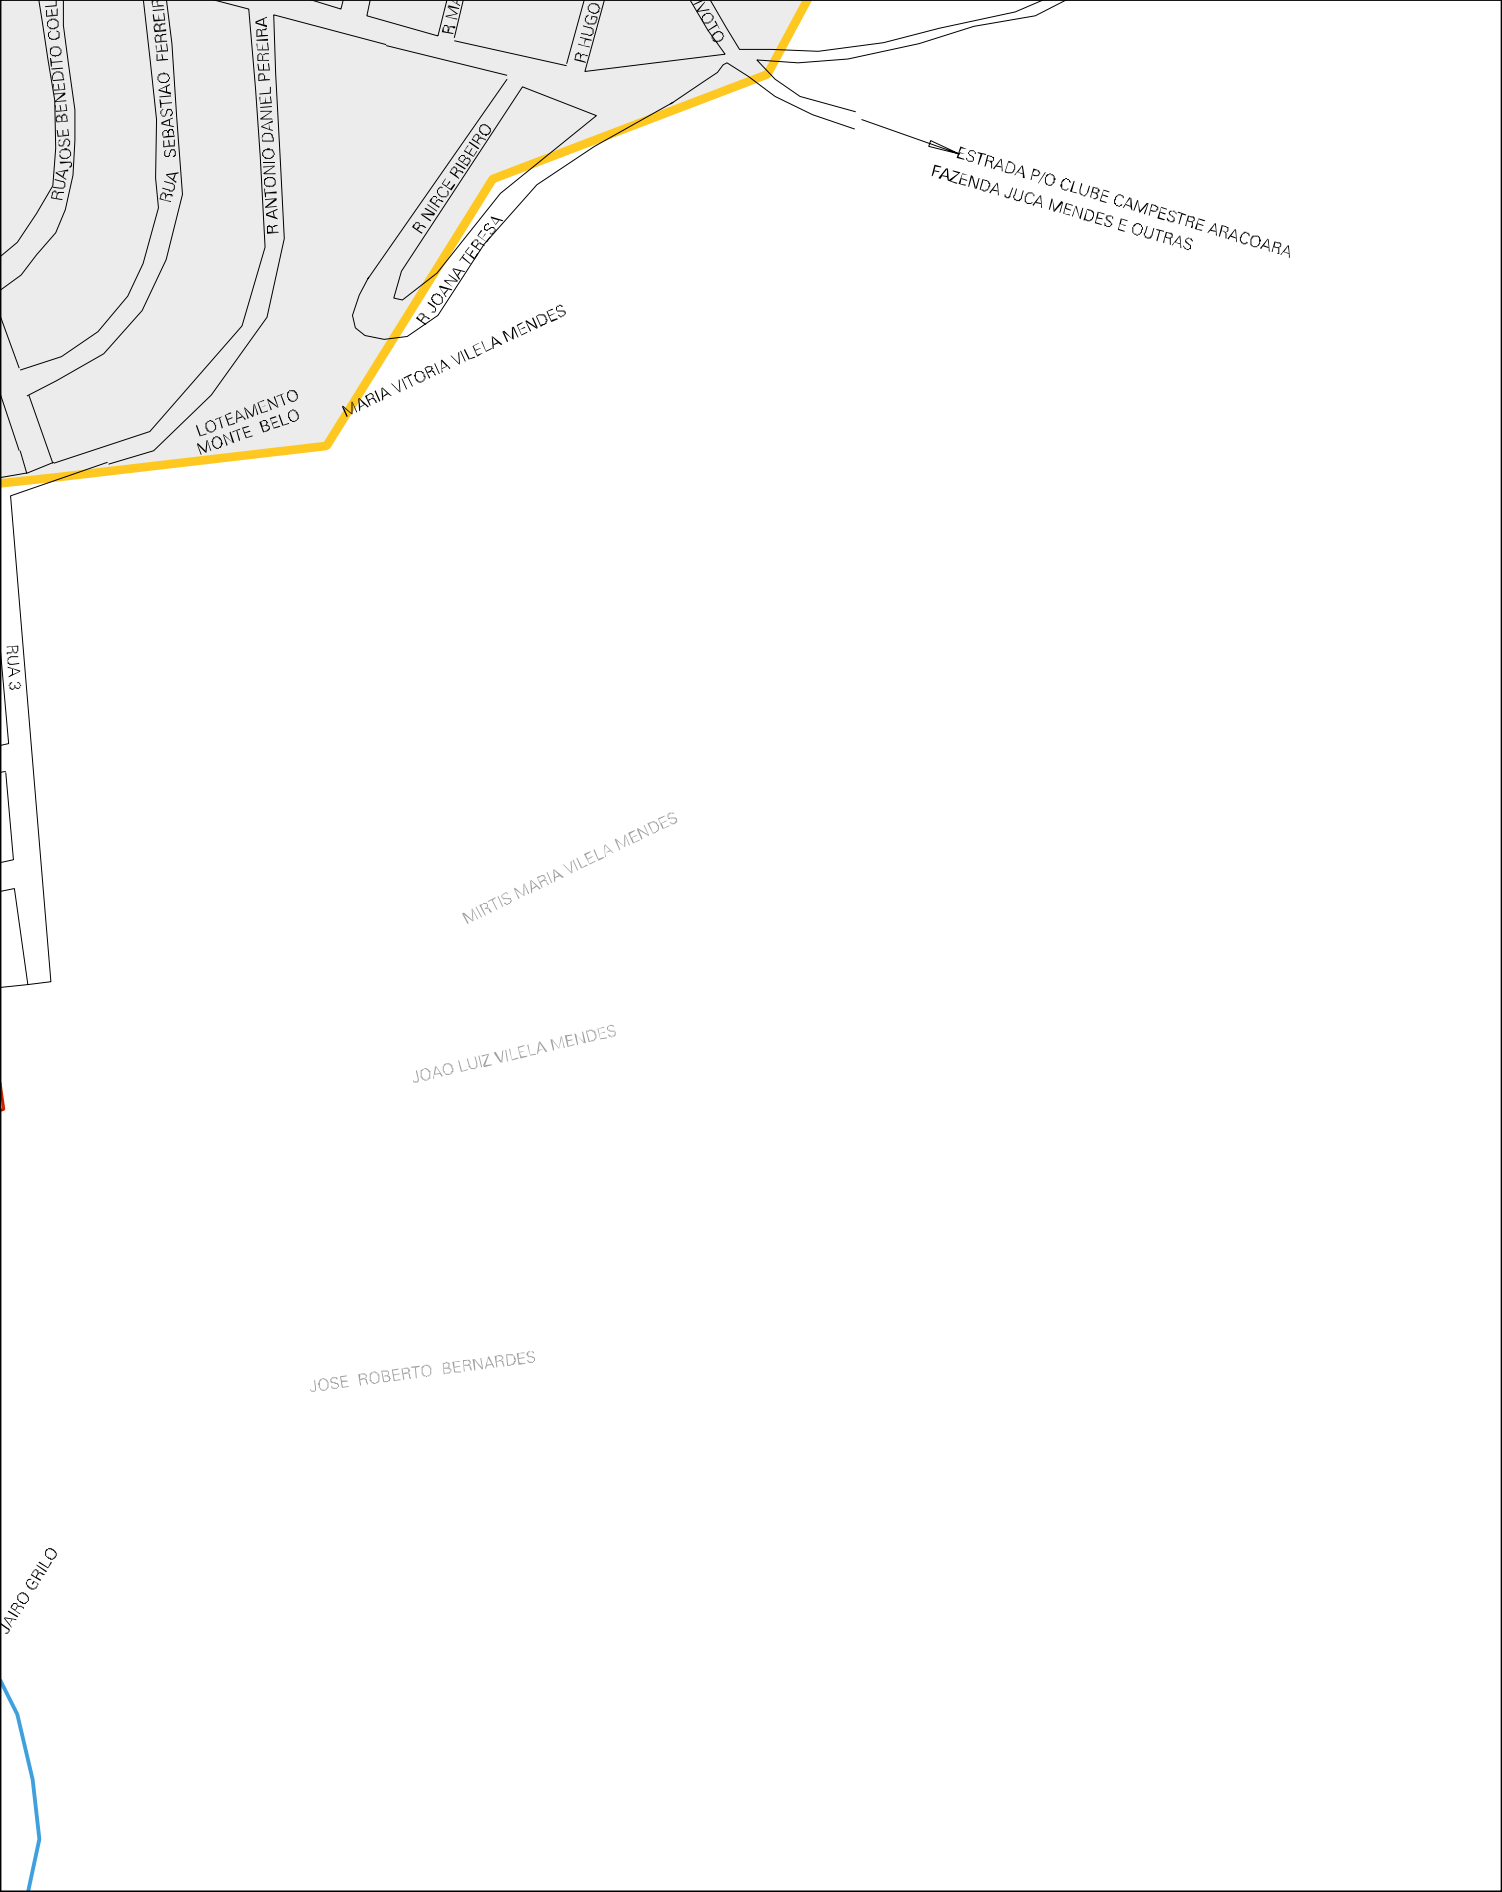 RUA JOSE BENEDITO COEL
RUA SEBASTIAO FERREIR
R ANTONIO DANIEL PEREIRA
R MA
R HUGO
VOTO
R NIRCE RIBEIRO
R JOANA TERESA
ESTRADA P/O CLUBE CAMPESTRE ARACOARA
FAZENDA JUCA MENDES E OUTRAS
MARIA VITORIA VILELA MENDES
LOTEAMENTO
MONTE BELO
RUA 3
MIRTIS MARIA VILELA MENDES
JOAO LUIZ VILELA MENDES
JOSE ROBERTO BERNARDES
JAIRO GRILO